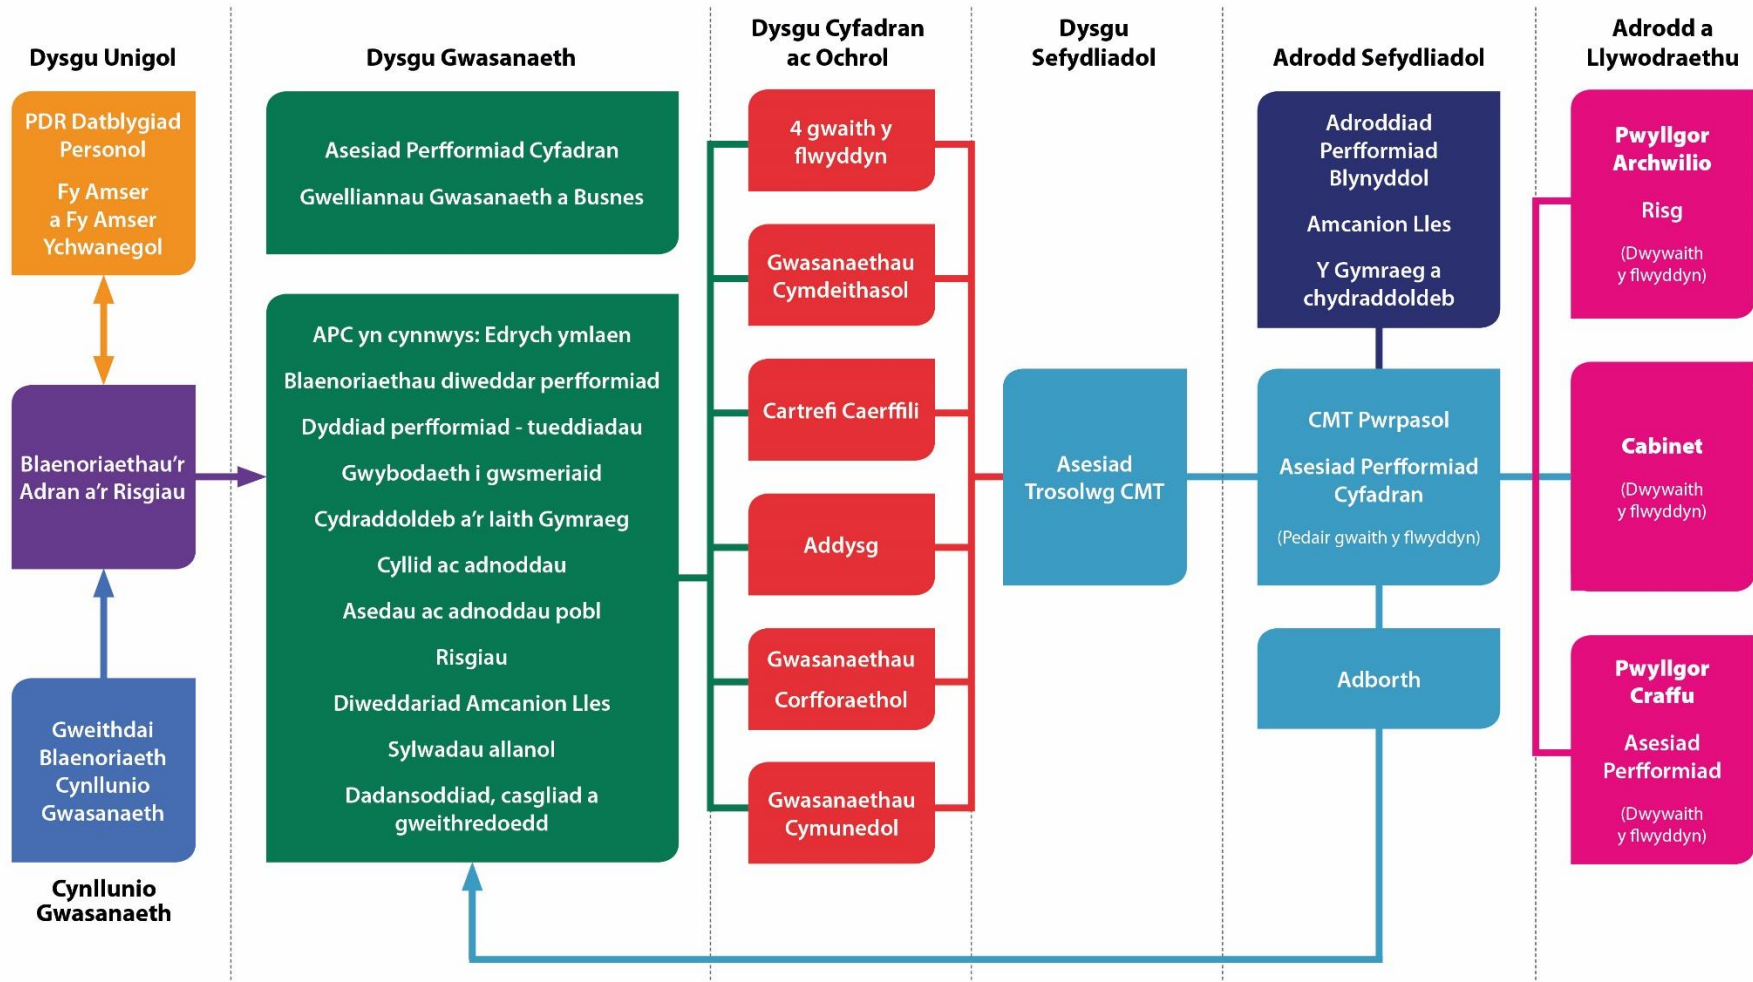 Dysgu Unigol
PDR Datblygiad
Personol
Fy Amser
a Fy Amser
Ychwanegol
Blaenoriaethau’r
Adran a’r Risgiau
Gweithdai
Blaenoriaeth
Cynllunio
Gwasanaeth
Cynllunio
Gwasanaeth
Dysgu Gwasanaeth
Asesiad Perfformiad Cyfadran
Gwelliannau Gwasanaeth a Busnes
APC yn cynnwys: Edrych ymlaen
Blaenoriaethau diweddar perfformiad
Dyddiad perfformiad - tueddiadau
Gwybodaeth i gwsmeriaid
Cydraddoldeb a’r Iaith Gymraeg
Cyllid ac adnoddau
Asedau ac adnoddau pobl
Risgiau
Diweddariad Amcanion Lles
Sylwadau allanol
Dadansoddiad, casgliad a
gweithredoedd
Dysgu Cyfadran
ac Ochrol
4 gwaith y
flwyddyn
Gwasanaethau
Cymdeithasol
Cartrefi Caerffili
Addysg
Gwasanaethau
Corfforaethol
Gwasanaethau
Cymunedol
Dysgu
Sefydliadol
Asesiad
Trosolwg CMT
Adrodd Sefydliadol
Adroddiad
Perfformiad
Blynyddol
Amcanion Lles
Y Gymraeg a
chydraddoldeb
CMT Pwrpasol
Asesiad Perfformiad
Cyfadran
(Pedair gwaith y flwyddyn)
Adborth
Adrodd a
Llywodraethu
Pwyllgor
Archwilio
Risg
(Dwywaith
y flwyddyn)
Cabinet
(Dwywaith
y flwyddyn)
Pwyllgor
Craffu
Asesiad
Perfformiad
(Dwywaith
y flwyddyn)